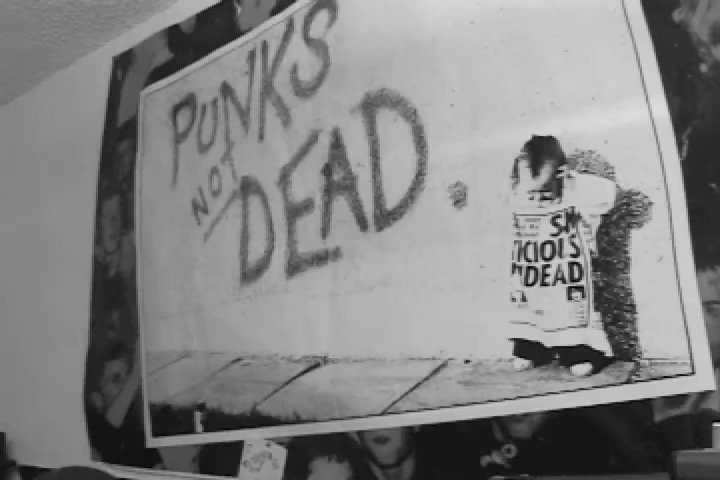 PUNKS
NOT
DEAD.
SID
VICIOUS
DEAD